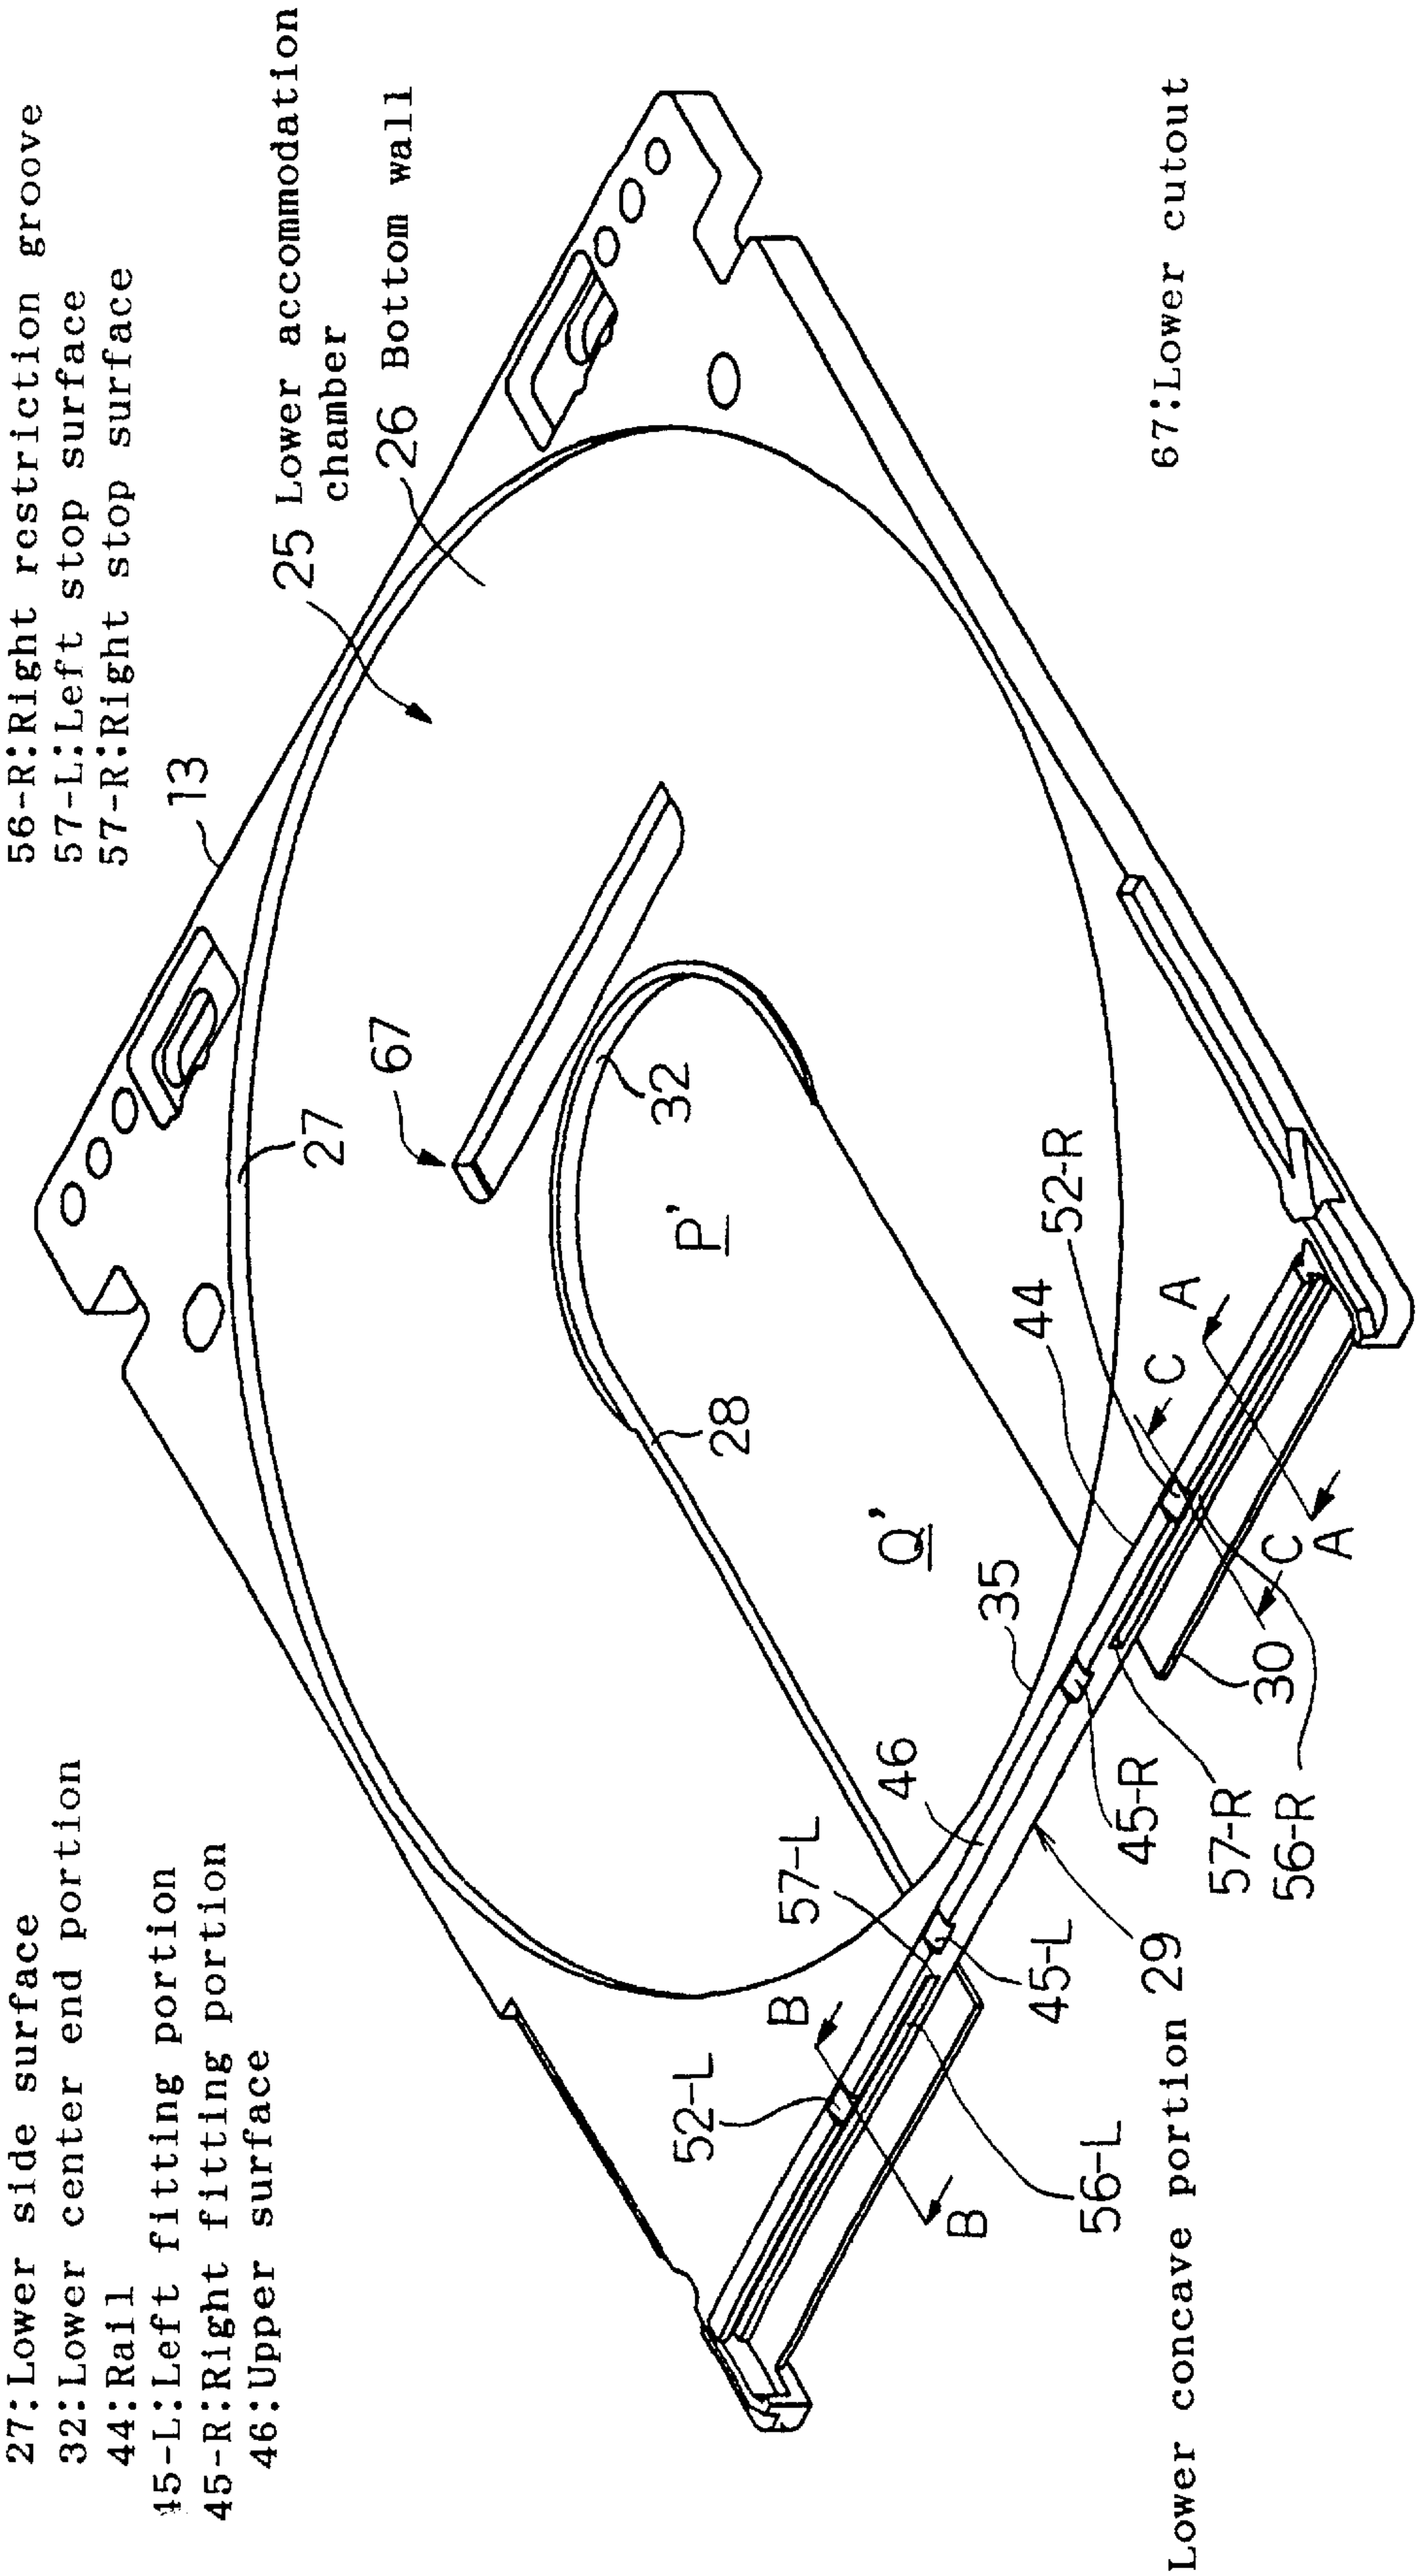 27:Lower side surface
32:Lower center end portion
44:Rail
45-L:Left fitting portion
45-R:Right fitting portion
46:Upper surface
56-R:Right restriction groove
57-L:Left stop surface
57-R:Right stop surface
13
25 Lower accommodation
chamber
26 Bottom wall
27
67
32
P'
28
Q'
52-R
44
A
C
35
46
57-L
B
52-L
45-L
45-R
C
A
30
57-R
56-R
56-L
B
Lower concave portion 29
67:Lower cutout